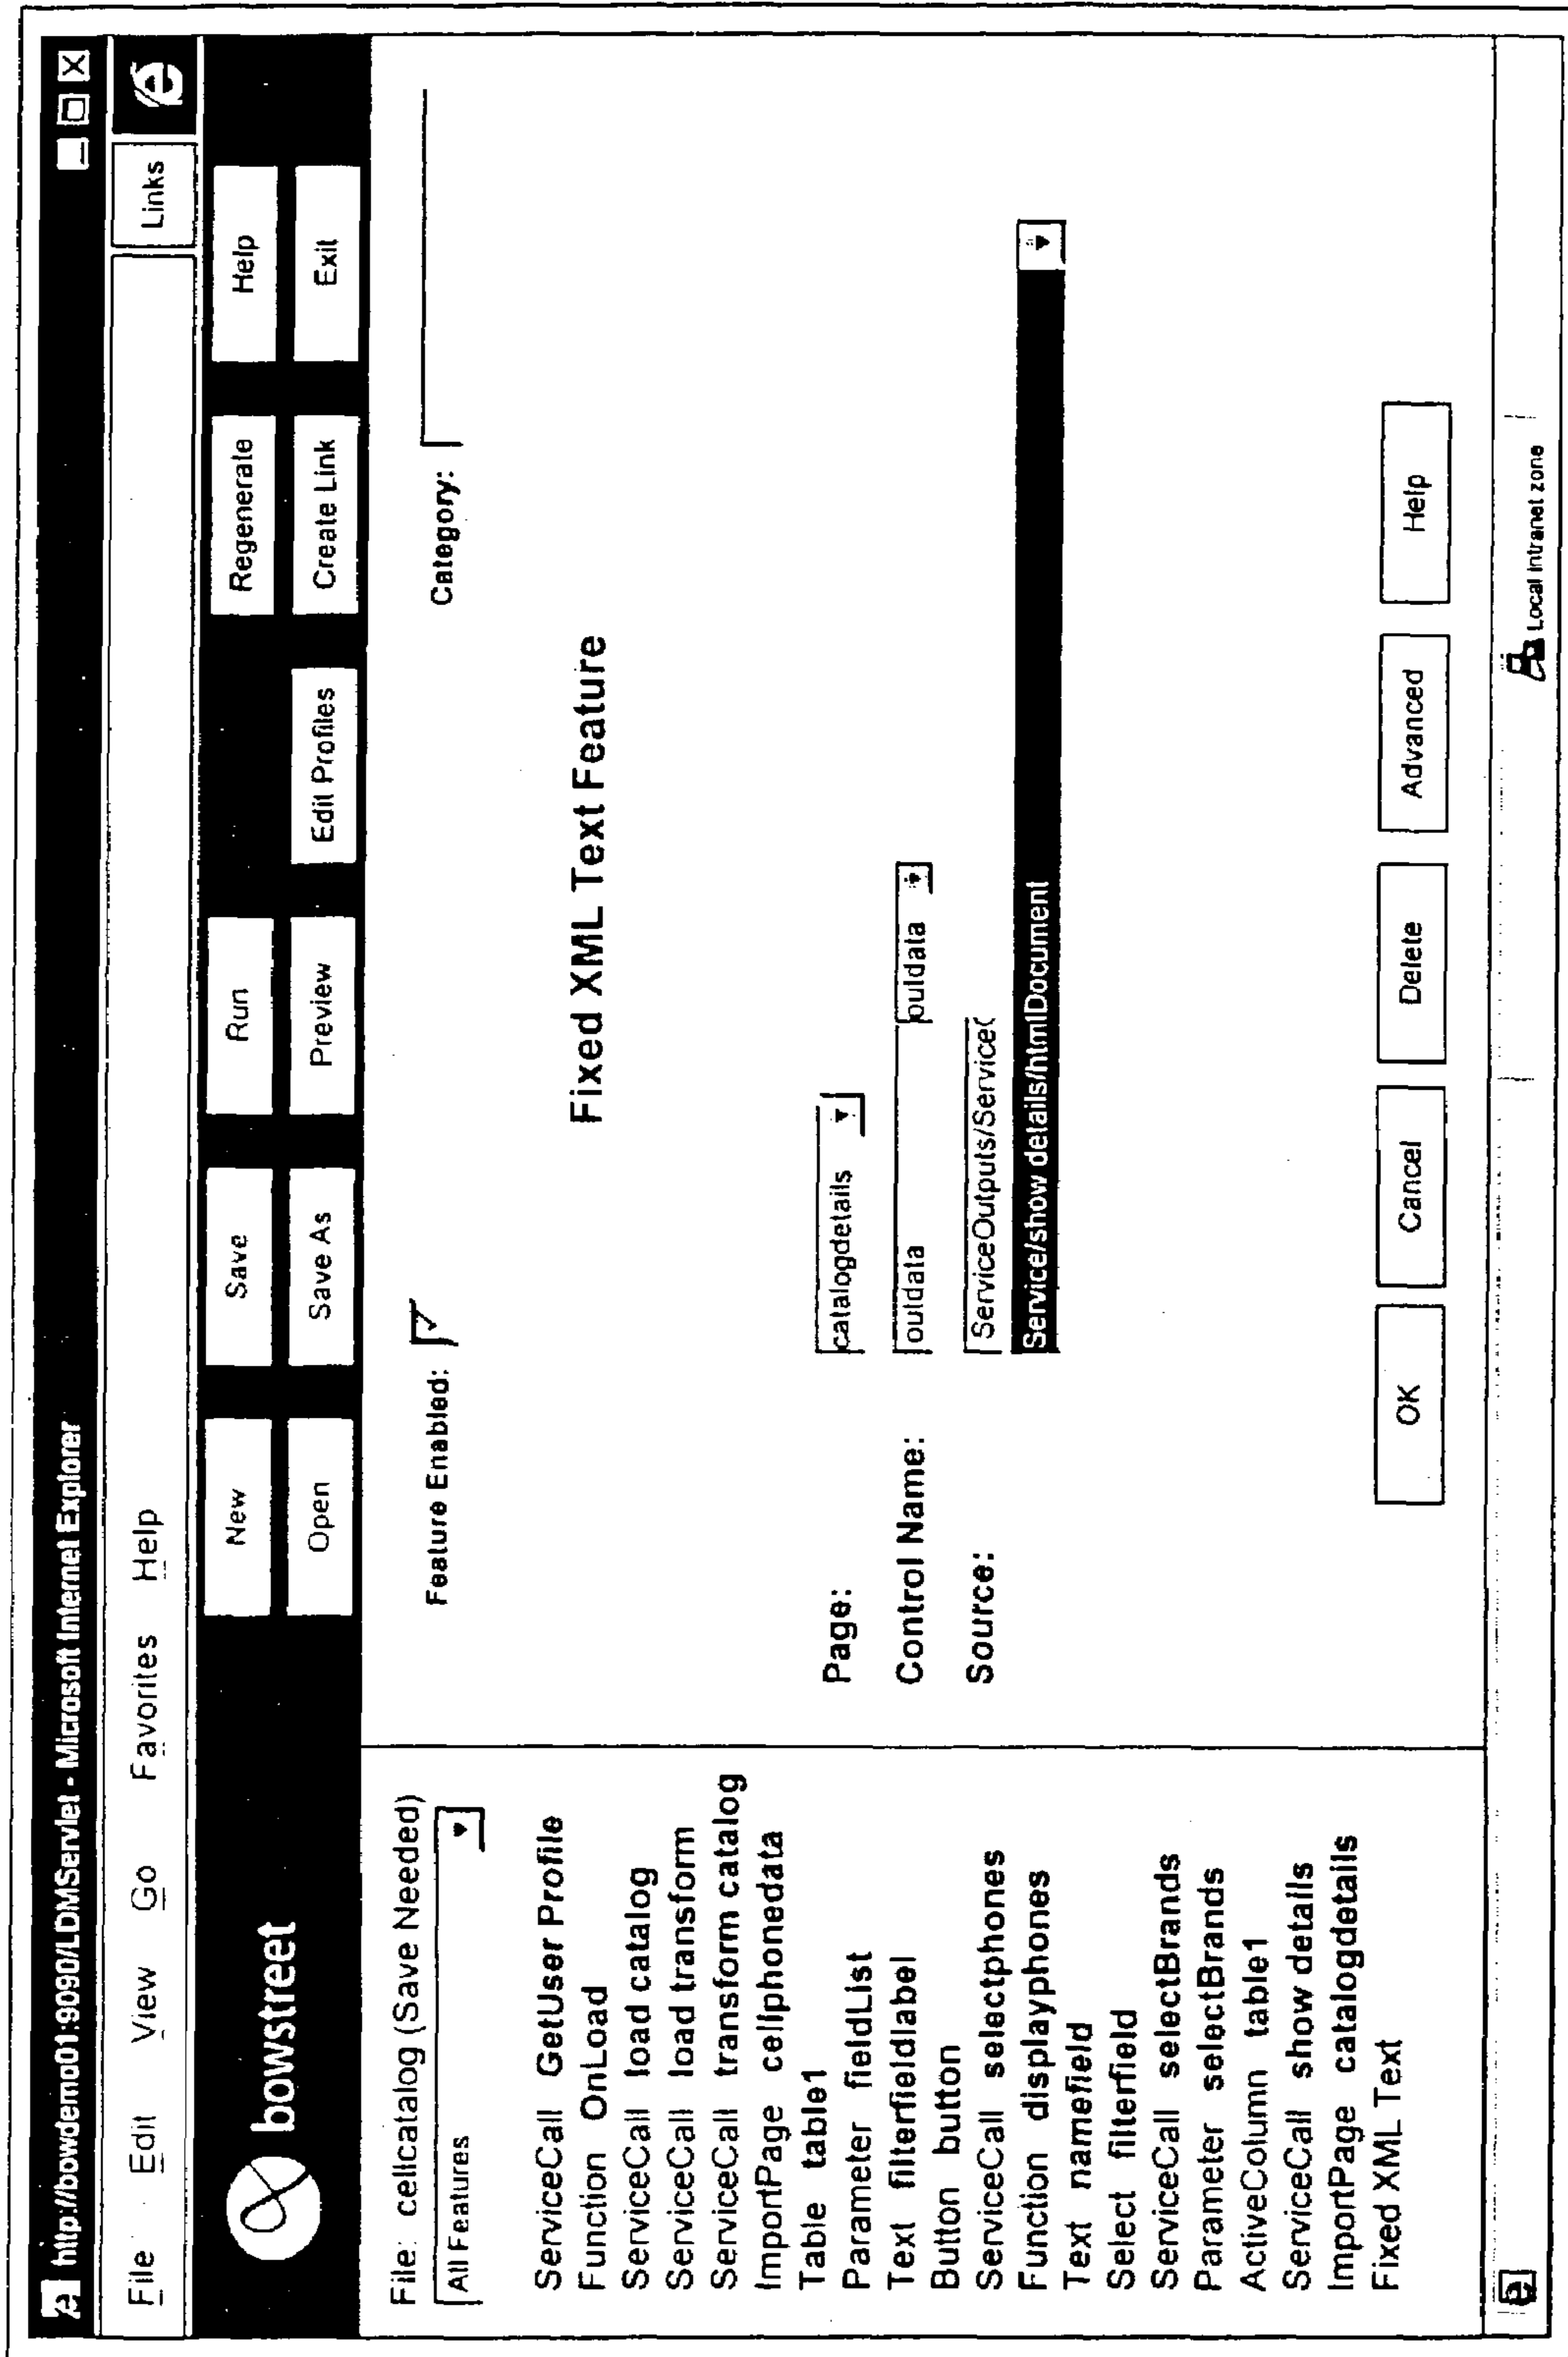 http://bowdemo01:9090/LDMServlet - Microsoft Internet Explorer
File Edit View Go Favorites Help
Links
bowstreet
New Save Run Regenerate Help
Open Save As Preview Edit Profiles Create Link Exit
File: cellcatalog (Save Needed)
All Features
ServiceCall GetUser Profile
Function OnLoad
ServiceCall load catalog
ServiceCall load transform
ServiceCall transform catalog
ImportPage cellphonedata
Table table1
Parameter fieldList
Text filterfieldlabel
Button button
ServiceCall selectphones
Function displayphones
Text namefield
Select filterfield
ServiceCall selectBrands
Parameter selectBrands
ActiveColumn table1
ServiceCall show details
ImportPage catalogdetails
Fixed XML Text
Feature Enabled: Category:
Fixed XML Text Feature
Page: catalogdetails
Control Name: outdata outdata
Source: ServiceOutputs/Service(
Service/show details/htmlDocument
OK Cancel Delete Advanced Help
Local intranet zone